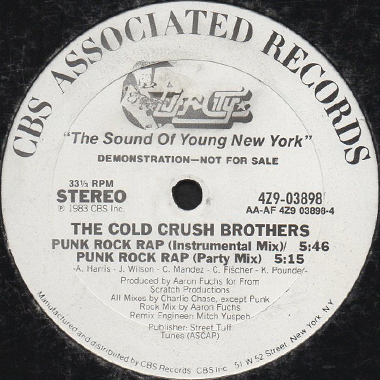 CBS ASSOCIATED RECORDS
Tuff City
"The Sound Of Young New York"
DEMONSTRATION—NOT FOR SALE
33⅓ RPM
STEREO
℗ 1983 CBS Inc.
4Z9-03898
AA-AF 4Z9 03898-4
THE COLD CRUSH BROTHERS
PUNK ROCK RAP (Instrumental Mix)/ 5:46
PUNK ROCK RAP (Party Mix) 5:15
-A. Harris - J. Wilson - C. Mandez - C. Fischer - K. Pounder-
Produced by Aaron Fuchs for From
Scratch Productions
All Mixes by Charlie Chase, except Punk
Rock Mix by Aaron Fuchs
Remix Engineer Mitch Yuspeh
Publisher: Street Tuff
Tunes (ASCAP)
Manufactured and distributed by CBS Records CBS Inc. 51 W 52 Street New York, N.Y.